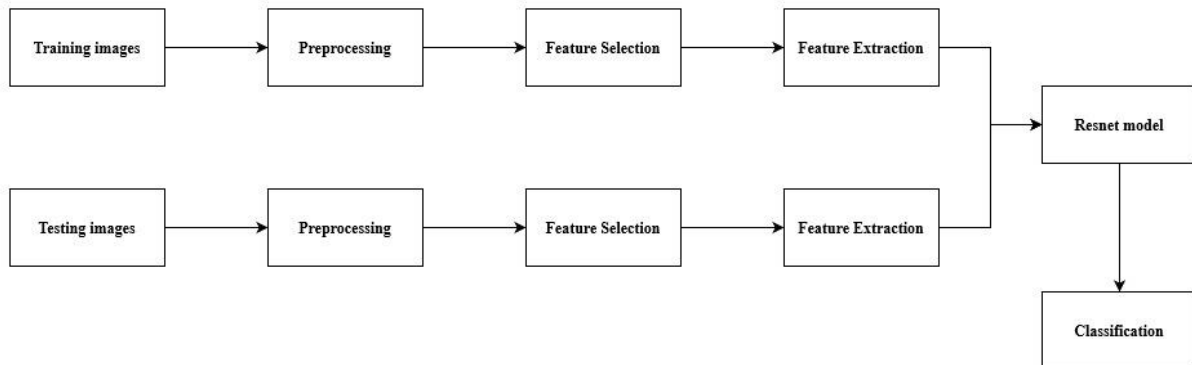 Training images
Preprocessing
Feature Selection
Feature Extraction
Resnet model
Testing images
Preprocessing
Feature Selection
Feature Extraction
Classification